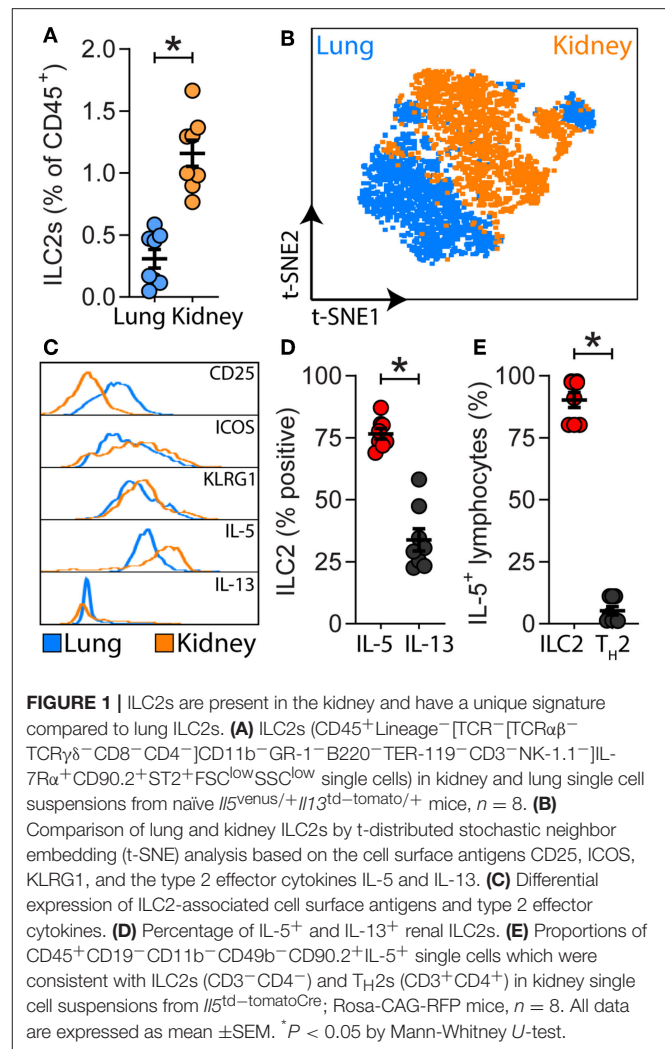 A
*
2.0
1.5
1.0
0.5
0.0
ILC2s (% of CD45+)
Lung Kidney
B
Lung Kidney
t-SNE2
t-SNE1
C
CD25
ICOS
KLRG1
IL-5
IL-13
Lung Kidney
D
*
100
75
50
25
0
ILC2 (% positive)
IL-5 IL-13
E
*
100
75
50
25
0
IL-5+ lymphocytes (%)
ILC2 TH2
FIGURE 1 | ILC2s are present in the kidney and have a unique signature
compared to lung ILC2s. (A) ILC2s (CD45+Lineage−[TCR−[TCRαβ−
TCRγδ−CD8−CD4−]CD11b−GR-1−B220−TER-119−CD3−NK-1.1−]IL-
7Rα+CD90.2+ST2+FSClowSSClow single cells) in kidney and lung single cell
suspensions from naïve Il5venus/+Il13td−tomato/+ mice, n = 8. (B)
Comparison of lung and kidney ILC2s by t-distributed stochastic neighbor
embedding (t-SNE) analysis based on the cell surface antigens CD25, ICOS,
KLRG1, and the type 2 effector cytokines IL-5 and IL-13. (C) Differential
expression of ILC2-associated cell surface antigens and type 2 effector
cytokines. (D) Percentage of IL-5+ and IL-13+ renal ILC2s. (E) Proportions of
CD45+CD19−CD11b−CD49b−CD90.2+IL-5+ single cells which were
consistent with ILC2s (CD3−CD4−) and TH2s (CD3+CD4+) in kidney single
cell suspensions from Il5td−tomatoCre; Rosa-CAG-RFP mice, n = 8. All data
are expressed as mean ±SEM. *P < 0.05 by Mann-Whitney U-test.